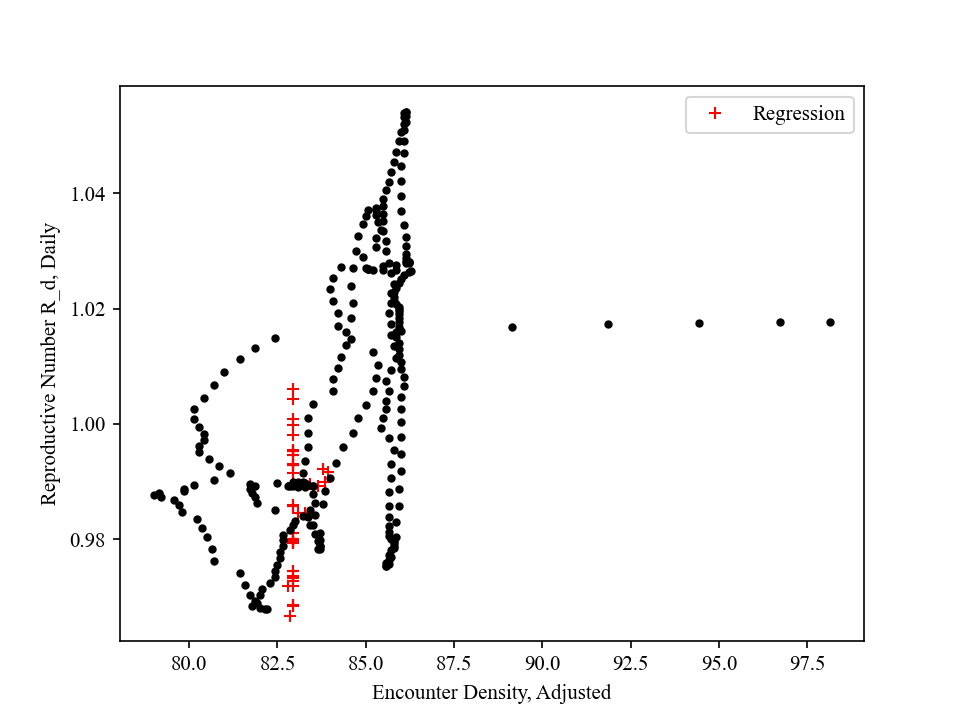 Regression
1.04
1.02
1.00
0.98
Reproductive Number R_d, Daily
80.0 82.5 85.0 87.5 90.0 92.5 95.0 97.5
Encounter Density, Adjusted